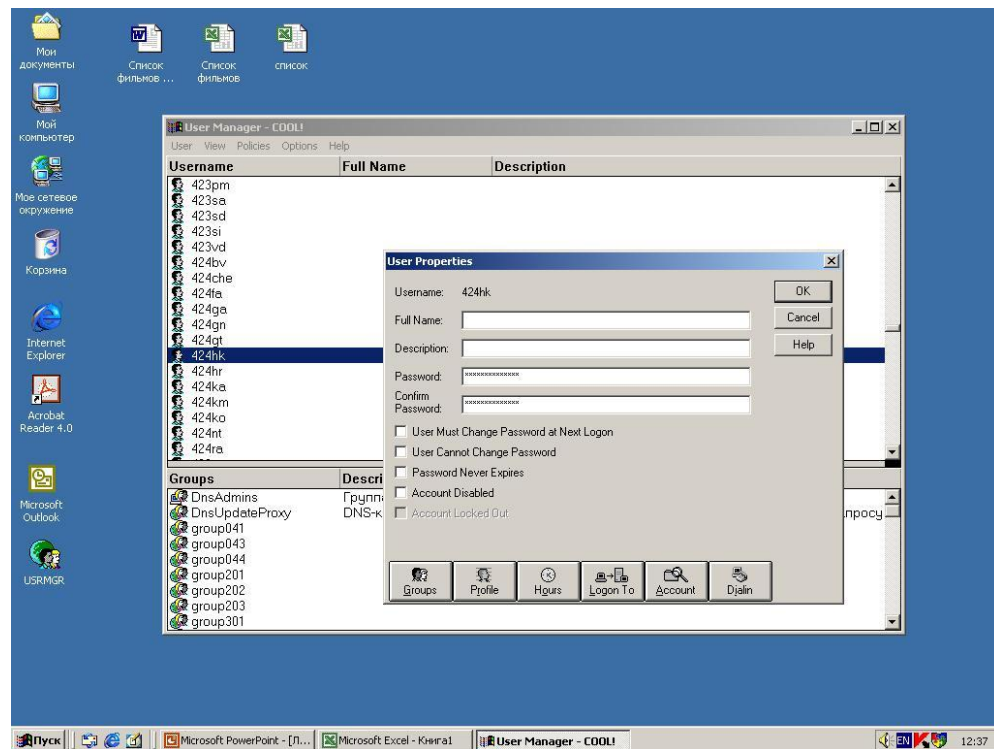 Мои
документы
Список
фильмов ...
Список
фильмов
список
Мой
компьютер
Мое сетевое
окружение
Корзина
Internet
Explorer
Acrobat
Reader 4.0
Microsoft
Outlook
USRMGR
User Manager - COOL!
User View Policies Options Help
Username Full Name Description
423pm
423sa
423sd
423si
423vd
424bv
424che
424fa
424ga
424gn
424gt
424hk
424hr
424ka
424km
424ko
424nt
424ra
Groups Descri
DnsAdmins Групп
DnsUpdateProxy DNS-к просу
group041
group043
group044
group201
group202
group203
group301
User Properties
Username: 424hk
OK
Full Name:
Cancel
Description:
Help
Password: **************
Confirm
Password: **************
User Must Change Password at Next Logon
User Cannot Change Password
Password Never Expires
Account Disabled
Account Locked Out
Groups Profile Hours Logon To Account Dialin
Пуск Microsoft PowerPoint - [Л... Microsoft Excel - Книга1 User Manager - COOL! EN 12:37